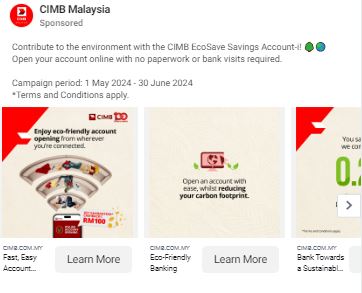 CIMB Malaysia
Sponsored
Contribute to the environment with the CIMB EcoSave Savings Account-i!
Open your account online with no paperwork or bank visits required.
Campaign period: 1 May 2024 - 30 June 2024
*Terms and Conditions apply.
CIMB 100
Enjoy eco-friendly account
opening from wherever
you're connected.
RM100
Open an account with
ease, whilst reducing
your carbon footprint.
You sa
we con
0.2
CIMB.COM.MY
Fast, Easy
Account...
Learn More
CIMB.COM.MY
Eco-Friendly
Banking
Learn More
CIMB.COM.MY
Bank Towards
a Sustainabl...